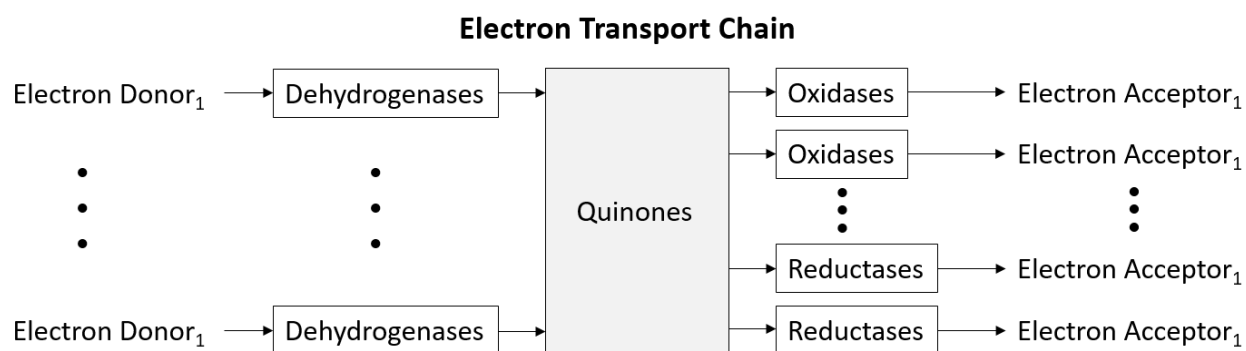 Electron Transport Chain
Electron Donor₁ Dehydrogenases Oxidases Electron Acceptor₁
Oxidases Electron Acceptor₁
Quinones
Reductases Electron Acceptor₁
Electron Donor₁ Dehydrogenases Reductases Electron Acceptor₁